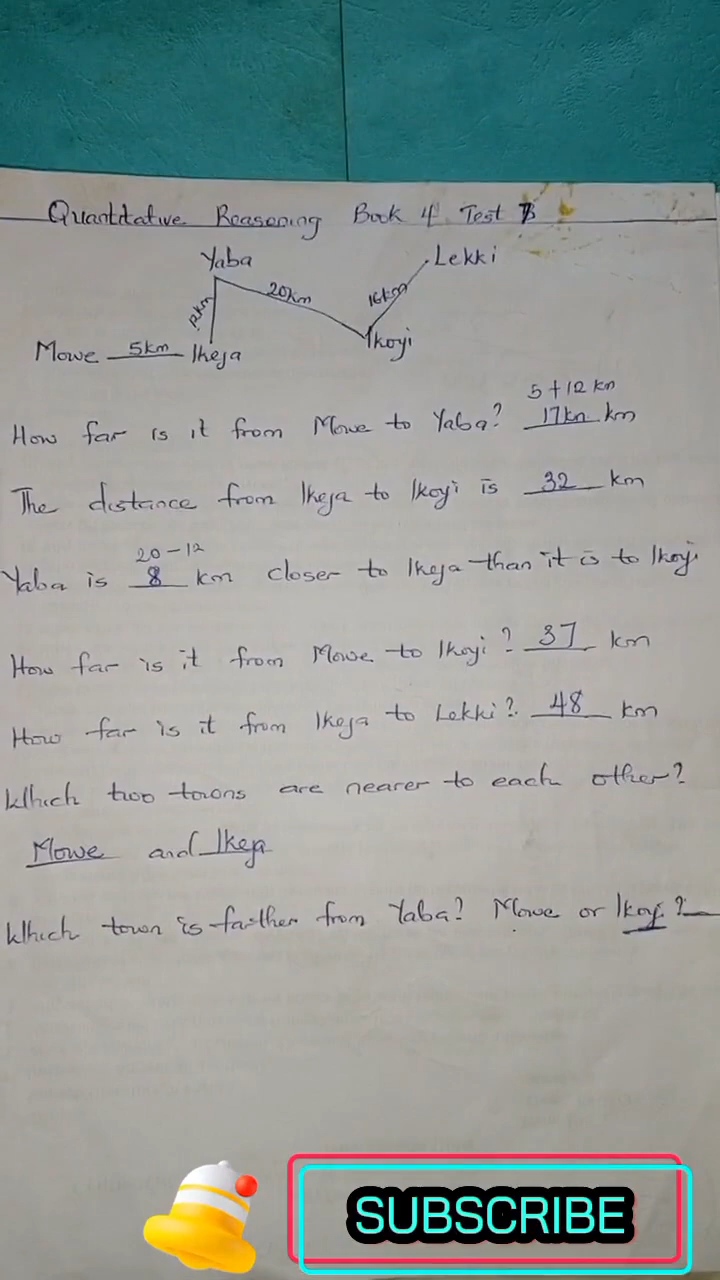 Quantitative Reasoning Book 4 Test 7B
Yaba
Lekki
20km
16km
12km
Mowe 5km Ikeja
Ikoyi
5 + 12 km
How far is it from Mowe to Yaba? 17km km
The distance from Ikeja to Ikoyi is 32 km
20 - 12
Yaba is 8 km closer to Ikeja than it is to Ikoyi
How far is it from Mowe to Ikoyi? 37 km
How far is it from Ikeja to Lekki? 48 km
Which two towns are nearer to each other?
Mowe and Ikeja
Which town is farther from Yaba? Mowe or Ikoyi?
SUBSCRIBE